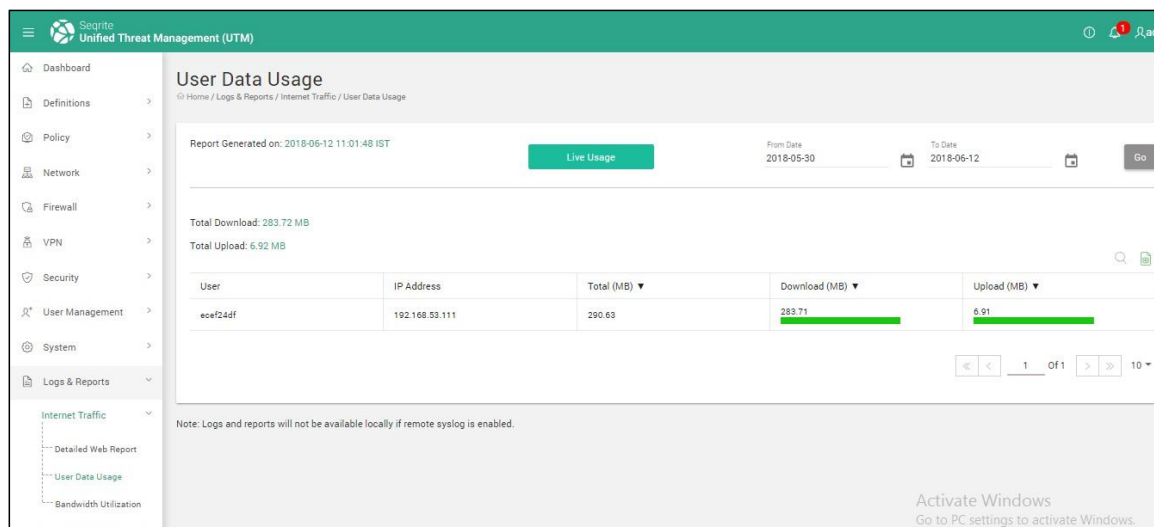 Seqrite
Unified Threat Management (UTM)
1
Dashboard
Definitions
Policy
Network
Firewall
VPN
Security
User Management
System
Logs & Reports
Internet Traffic
Detailed Web Report
User Data Usage
Bandwidth Utilization
User Data Usage
Home / Logs & Reports / Internet Traffic / User Data Usage
Report Generated on: 2018-06-12 11:01:48 IST
Live Usage
From Date
2018-05-30
To Date
2018-06-12
Go
Total Download: 283.72 MB
Total Upload: 6.92 MB
User IP Address Total (MB) ▼ Download (MB) ▼ Upload (MB) ▼
ecef24df 192.168.53.111 290.63 283.71 6.91
« < 1 Of 1 > » 10
Note: Logs and reports will not be available locally if remote syslog is enabled.
Activate Windows
Go to PC settings to activate Windows.